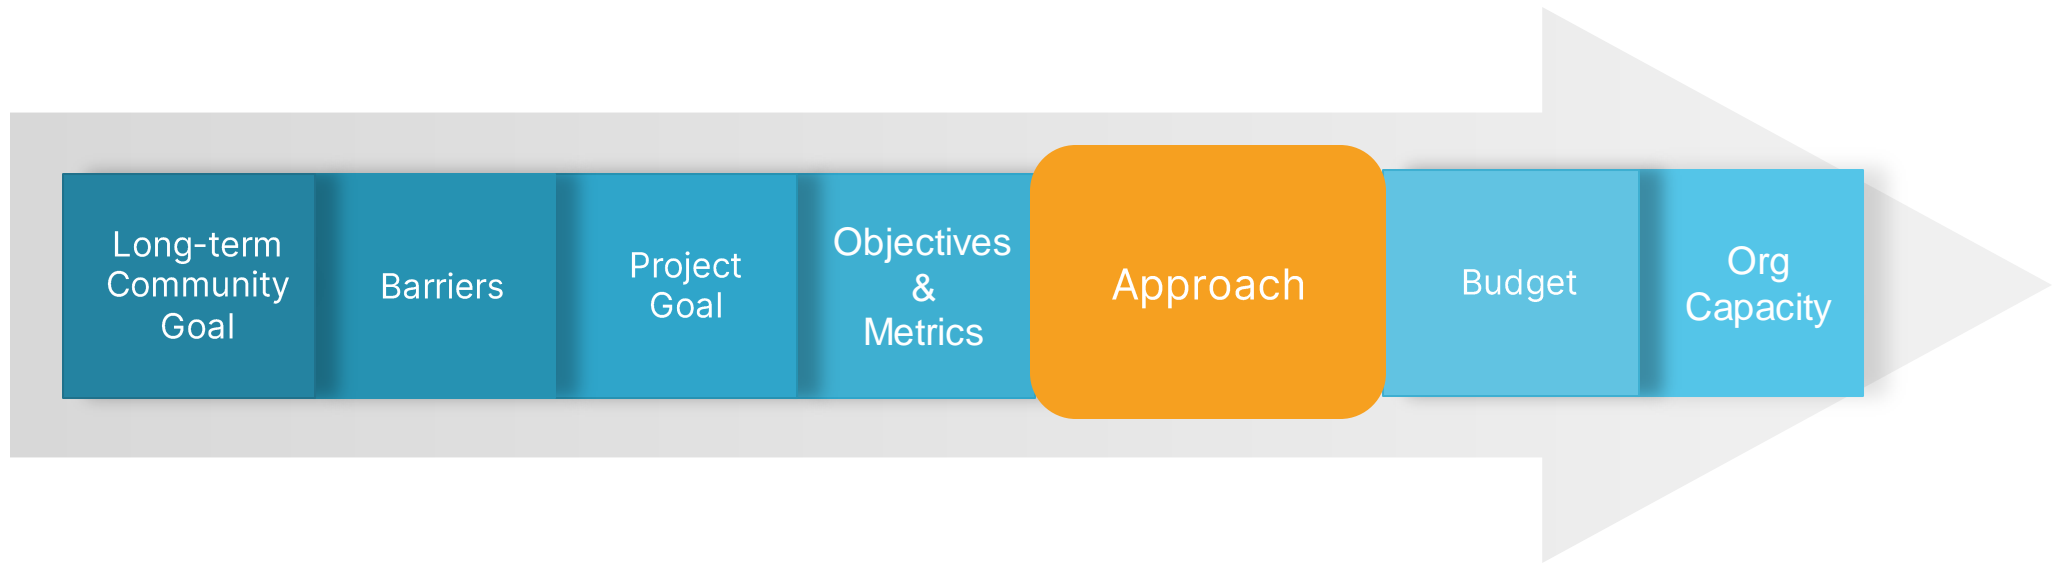 Long-term
Community
Goal
Barriers
Project
Goal
Objectives
&
Metrics
Approach
Budget
Org
Capacity